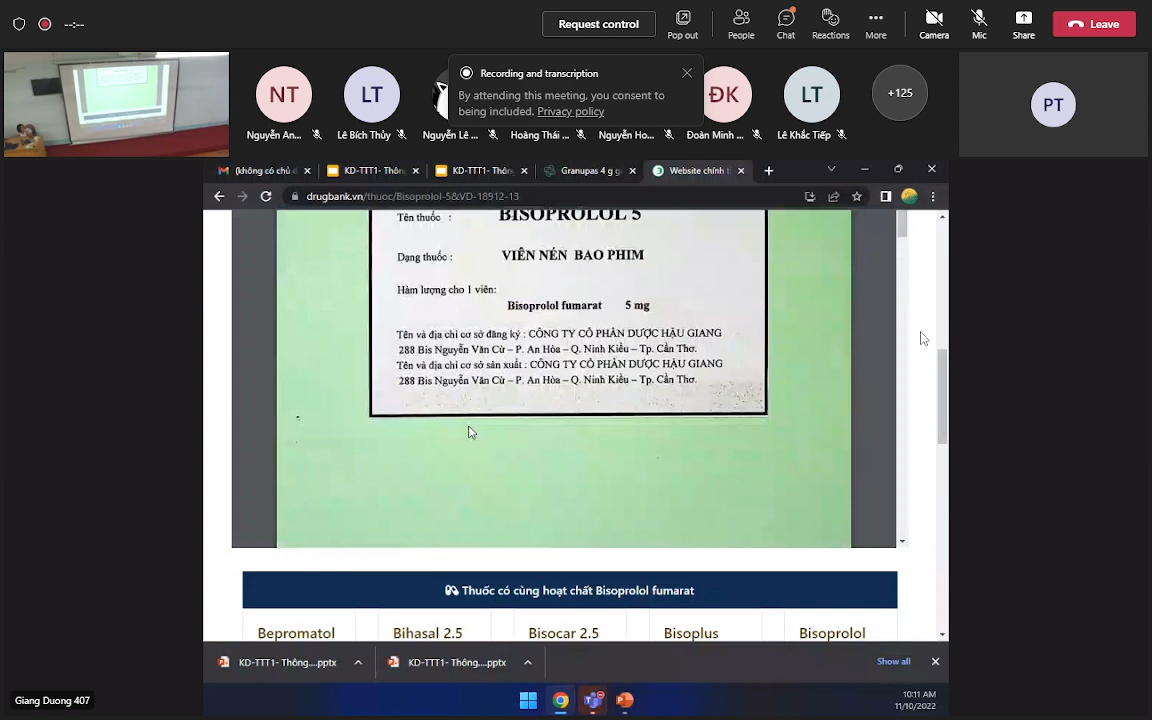 --:--
Request control
Pop out
People
Chat
Reactions
More
Camera
Mic
Share
Leave
Recording and transcription
By attending this meeting, you consent to
being included. Privacy policy
NT
LT
ĐK
LT
+125
PT
Nguyễn An...
Lê Bích Thủy
Nguyễn Lê ...
Hoàng Thái ...
Nguyễn Ho...
Đoàn Minh ...
Lê Khắc Tiếp
(không có chủ đ
KD-TTT1- Thông
KD-TTT1- Thông
Granupas 4 g g
Website chính t
drugbank.vn/thuoc/Bisoprolol-5&VD-18912-13
Tên thuốc : BISOPROLOL 5
Dạng thuốc : VIÊN NÉN BAO PHIM
Hàm lượng cho 1 viên:
Bisoprolol fumarat 5 mg
Tên và địa chỉ cơ sở đăng ký : CÔNG TY CỔ PHẦN DƯỢC HẬU GIANG
288 Bis Nguyễn Văn Cừ – P. An Hòa – Q. Ninh Kiều – Tp. Cần Thơ.
Tên và địa chỉ cơ sở sản xuất : CÔNG TY CỔ PHẦN DƯỢC HẬU GIANG
288 Bis Nguyễn Văn Cừ – P. An Hòa – Q. Ninh Kiều – Tp. Cần Thơ.
Thuốc có cùng hoạt chất Bisoprolol fumarat
Bepromatol
Bihasal 2.5
Bisocar 2.5
Bisoplus
Bisoprolol
KD-TTT1- Thông....pptx
KD-TTT1- Thông....pptx
Show all
Giang Duong 407
10:11 AM
11/10/2022